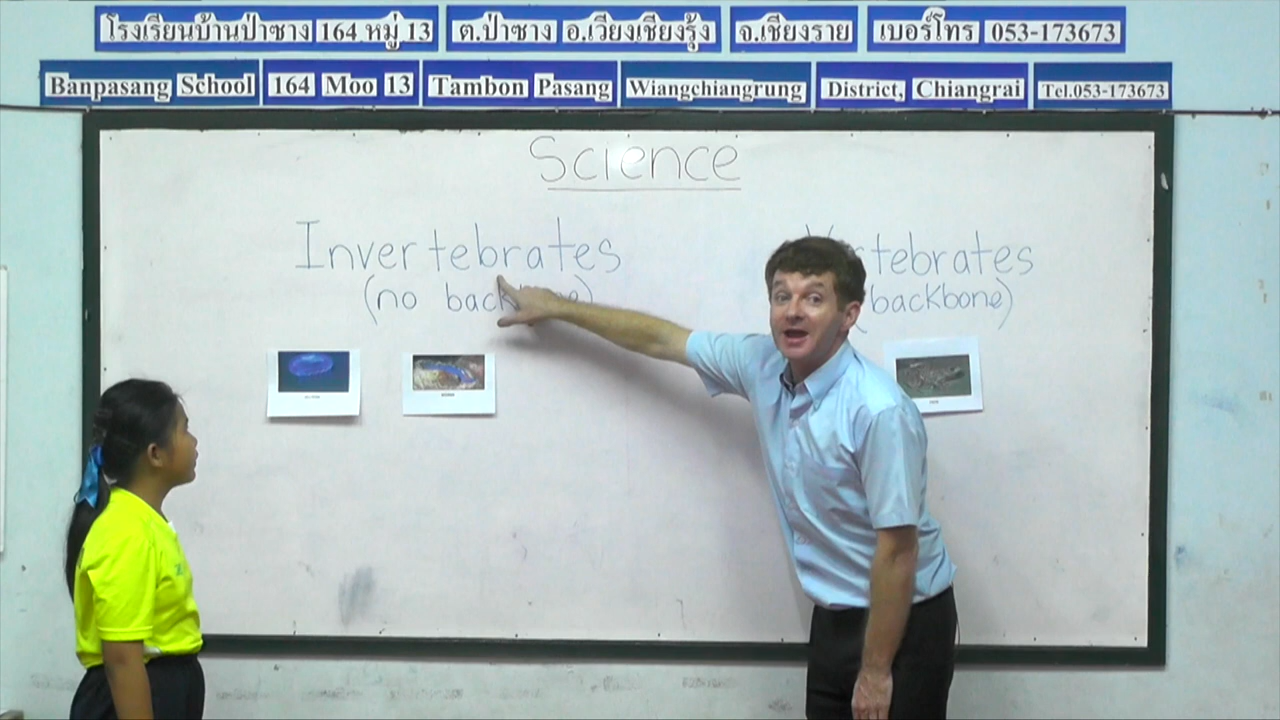 โรงเรียนบ้านป่าซาง 164 หมู่ 13 ต.ป่าซาง อ.เวียงเชียงรุ้ง จ.เชียงราย เบอร์โทร 053-173673
Banpasang School 164 Moo 13 Tambon Pasang Wiangchiangrung District, Chiangrai Tel.053-173673
Science
Invertebrates
(no
Vertebrates
(backbone)